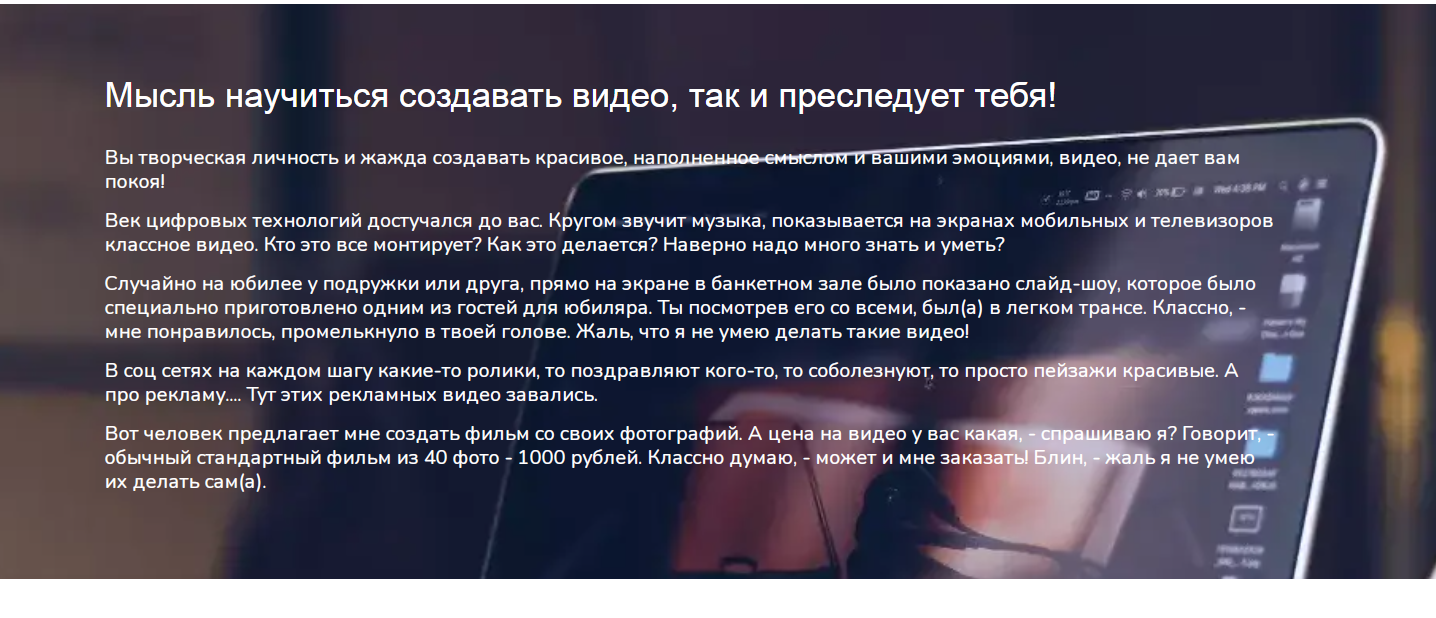 Мысль научиться создавать видео, так и преследует тебя!
Вы творческая личность и жажда создавать красивое, наполненное смыслом и вашими эмоциями, видео, не дает вам
покоя!
Wed 4:38 PM
Век цифровых технологий достучался до вас. Кругом звучит музыка, показывается на экранах мобильных и телевизоров
классное видео. Кто это все монтирует? Как это делается? Наверно надо много знать и уметь?
Случайно на юбилее у подружки или друга, прямо на экране в банкетном зале было показано слайд-шоу, которое было
специально приготовлено одним из гостей для юбиляра. Ты посмотрев его со всеми, был(а) в легком трансе. Классно, -
мне понравилось, промелькнуло в твоей голове. Жаль, что я не умею делать такие видео!
В соц сетях на каждом шагу какие-то ролики, то поздравляют кого-то, то соболезнуют, то просто пейзажи красивые. А
про рекламу.... Тут этих рекламных видео завались.
Вот человек предлагает мне создать фильм со своих фотографий. А цена на видео у вас какая, - спрашиваю я? Говорит, -
обычный стандартный фильм из 40 фото - 1000 рублей. Классно думаю, - может и мне заказать! Блин, - жаль я не умею
их делать сам(а).